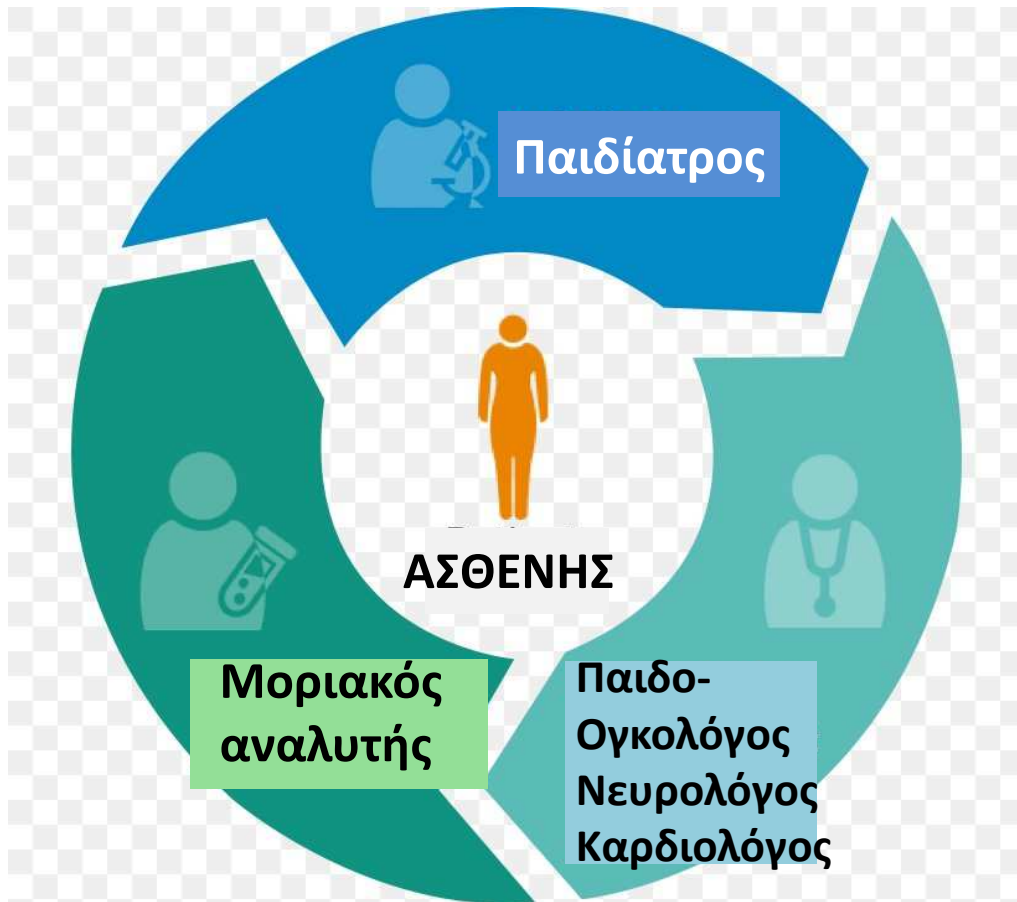 Παιδίατρος
ΑΣΘΕΝΗΣ
Μοριακός
αναλυτής
Παιδο-
Ογκολόγος
Νευρολόγος
Καρδιολόγος